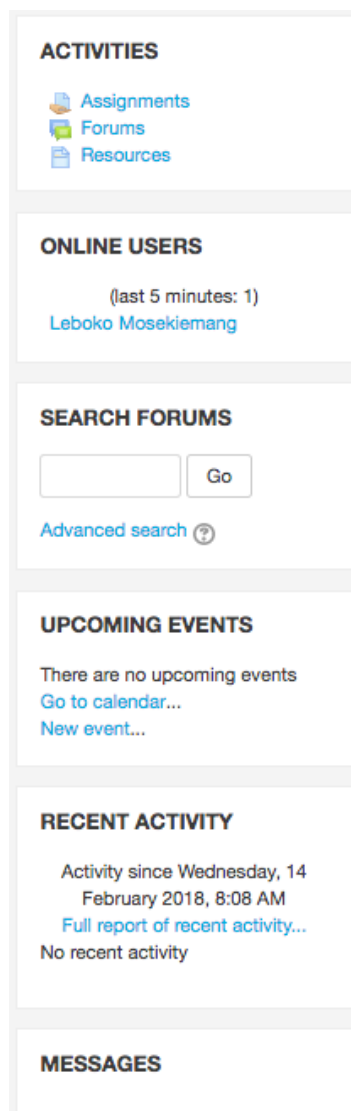 ACTIVITIES
Assignments
Forums
Resources
ONLINE USERS
(last 5 minutes: 1)
Leboko Mosekiemang
SEARCH FORUMS
Go
Advanced search ?
UPCOMING EVENTS
There are no upcoming events
Go to calendar...
New event...
RECENT ACTIVITY
Activity since Wednesday, 14
February 2018, 8:08 AM
Full report of recent activity...
No recent activity
MESSAGES